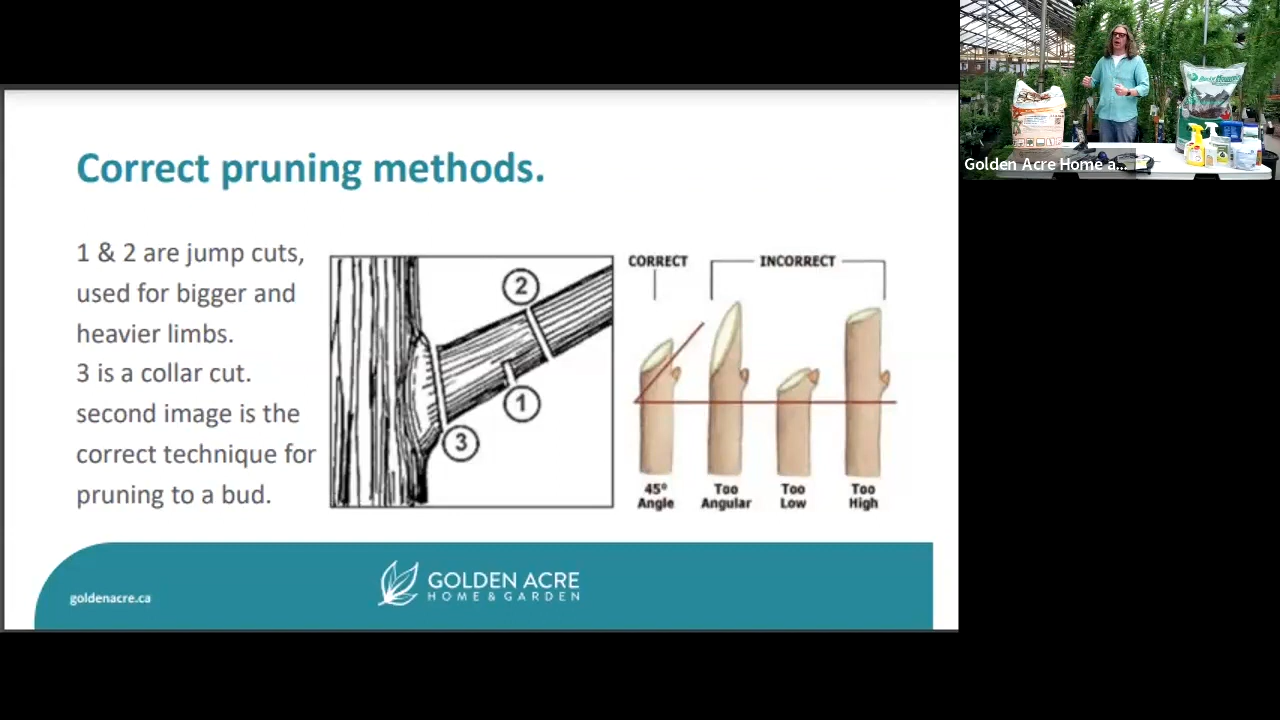 Correct pruning methods.
1 & 2 are jump cuts,
used for bigger and
heavier limbs.
3 is a collar cut.
second image is the
correct technique for
pruning to a bud.
2
1
3
CORRECT
INCORRECT
45º
Angle
Too
Angular
Too
Low
Too
High
goldenacre.ca
GOLDEN ACRE
HOME & GARDEN
Golden Acre Home a...